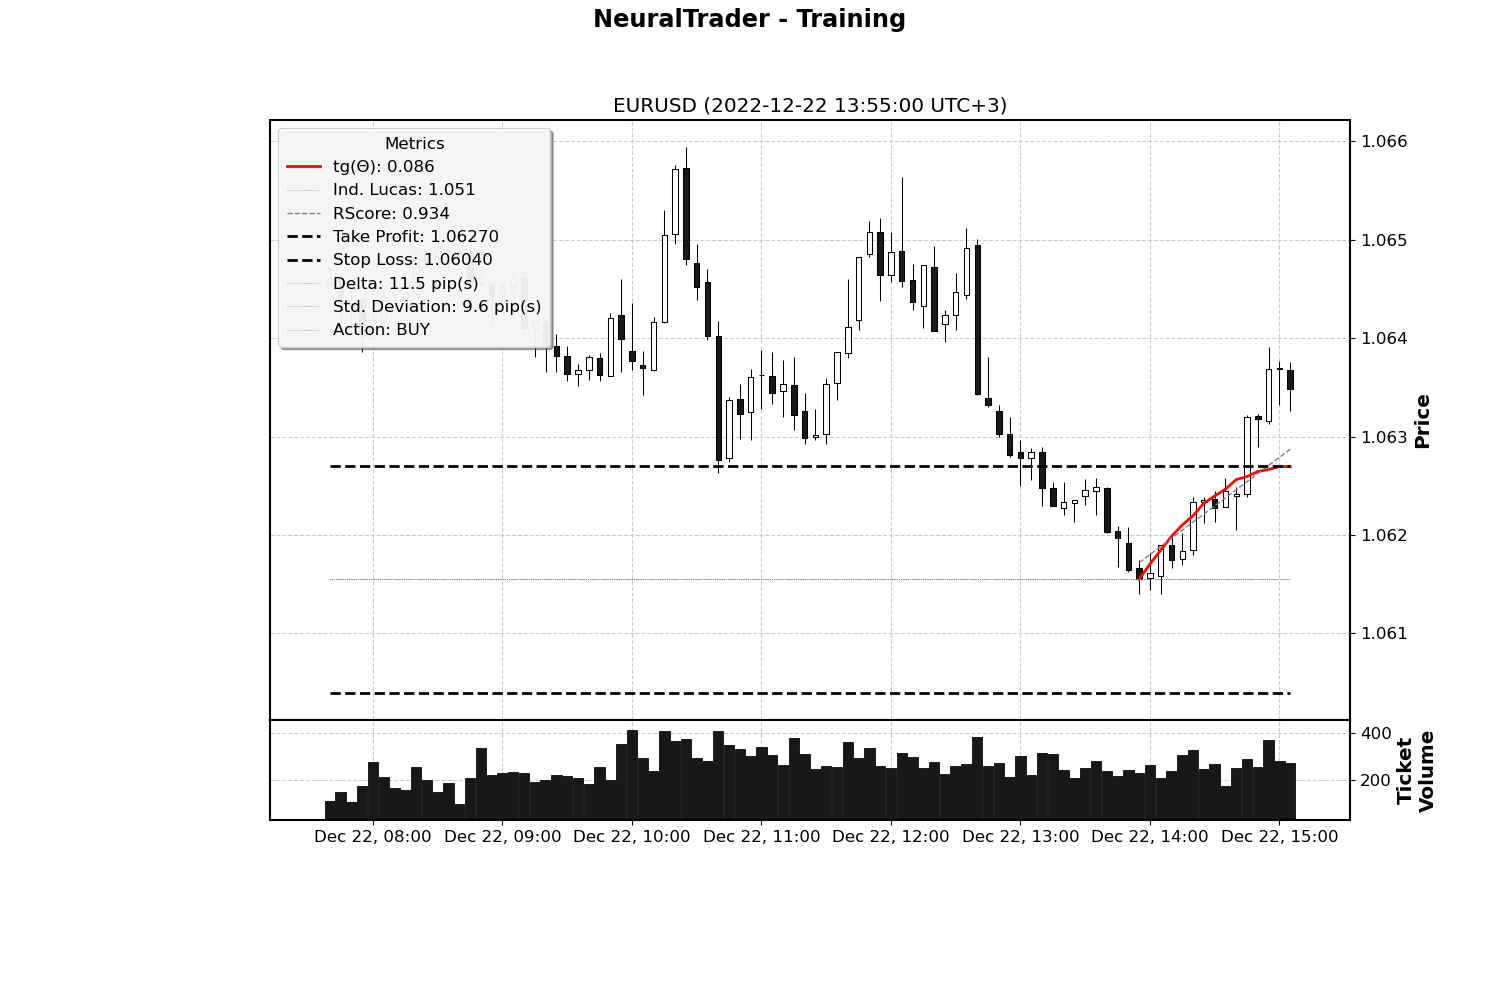 NeuralTrader - Training
EURUSD (2022-12-22 13:55:00 UTC+3)
Metrics
tg(Θ): 0.086
Ind. Lucas: 1.051
RScore: 0.934
Take Profit: 1.06270
Stop Loss: 1.06040
Delta: 11.5 pip(s)
Std. Deviation: 9.6 pip(s)
Action: BUY
1.066
1.065
1.064
1.063
1.062
1.061
Price
400
200
Ticket
Volume
Dec 22, 08:00 Dec 22, 09:00 Dec 22, 10:00 Dec 22, 11:00 Dec 22, 12:00 Dec 22, 13:00 Dec 22, 14:00 Dec 22, 15:00